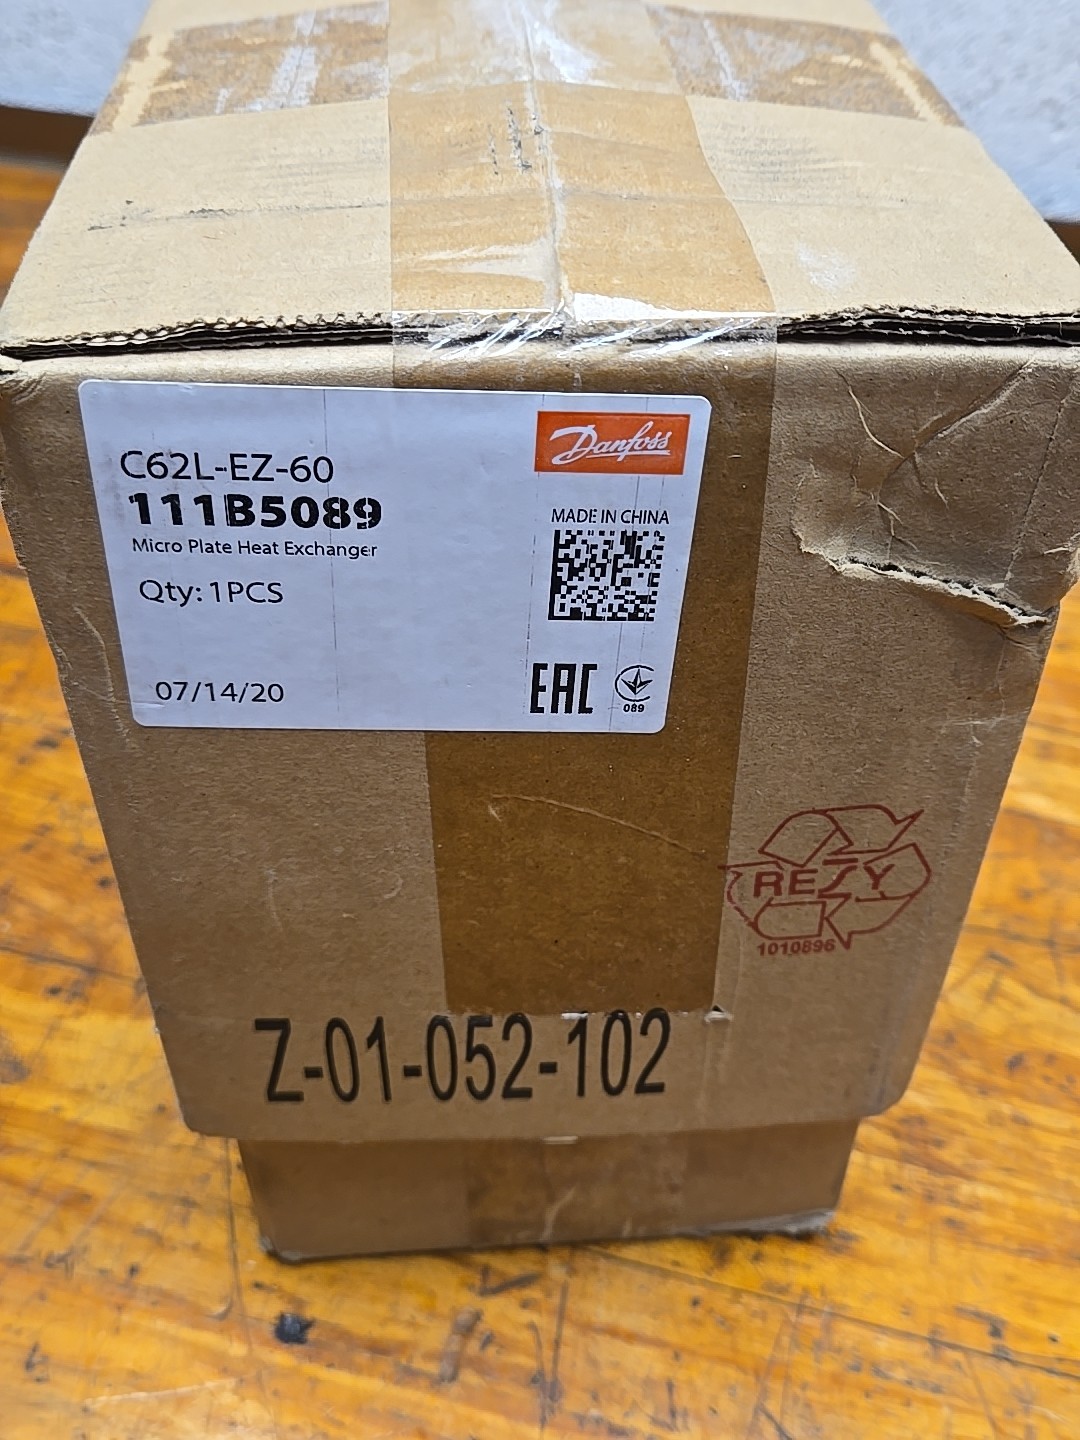 Danfoss
C62L-EZ-60
111B5089
Micro Plate Heat Exchanger
Qty: 1PCS
07/14/20
MADE IN CHINA
EAC
089
RESY
1010896
Z-01-052-102